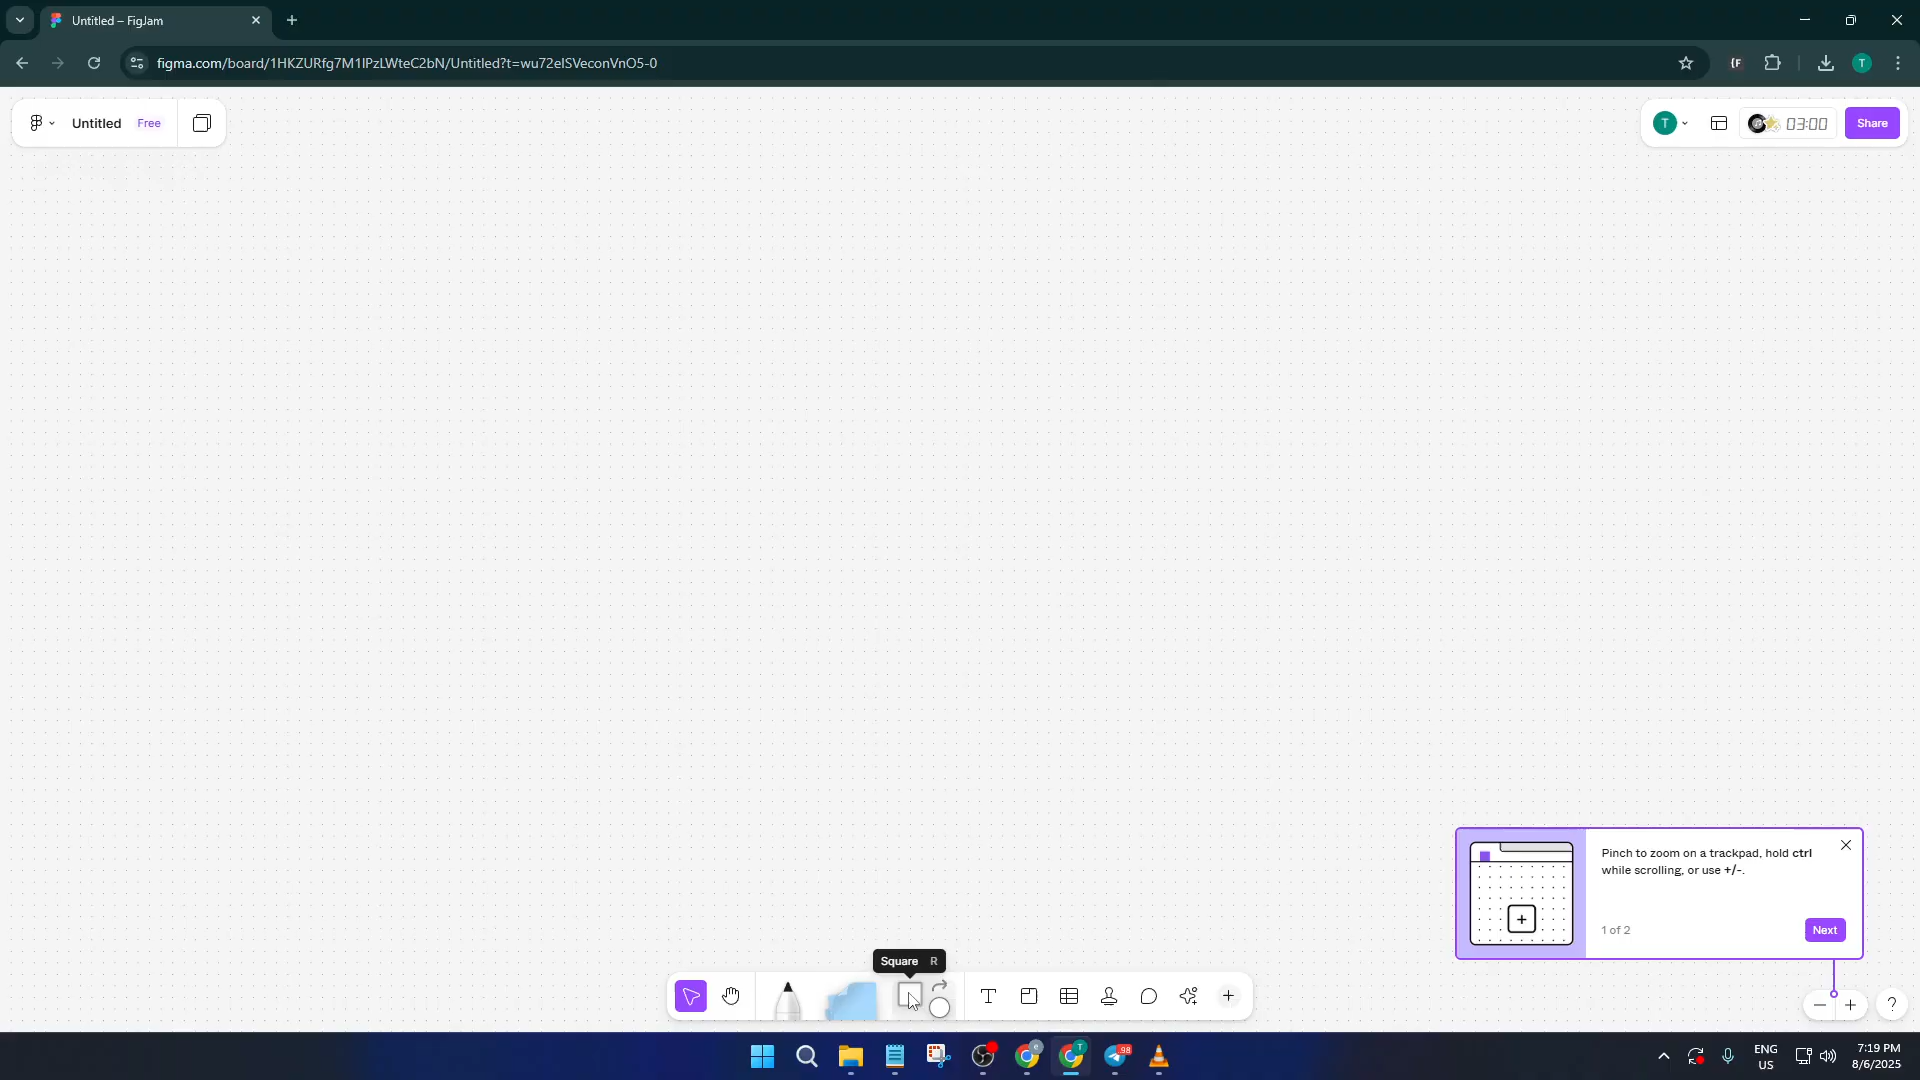 Untitled – FigJam
figma.com/board/1HKZURfg7M1IPzLWteC2bN/Untitled?t=wu72elSVeconVnO5-0
{F
T
Untitled Free
T
03:00
Share
Pinch to zoom on a trackpad, hold ctrl
while scrolling, or use +/-.
1 of 2
Next
Square R
T
?
e
T
98
ENG
US
7:19 PM
8/6/2025